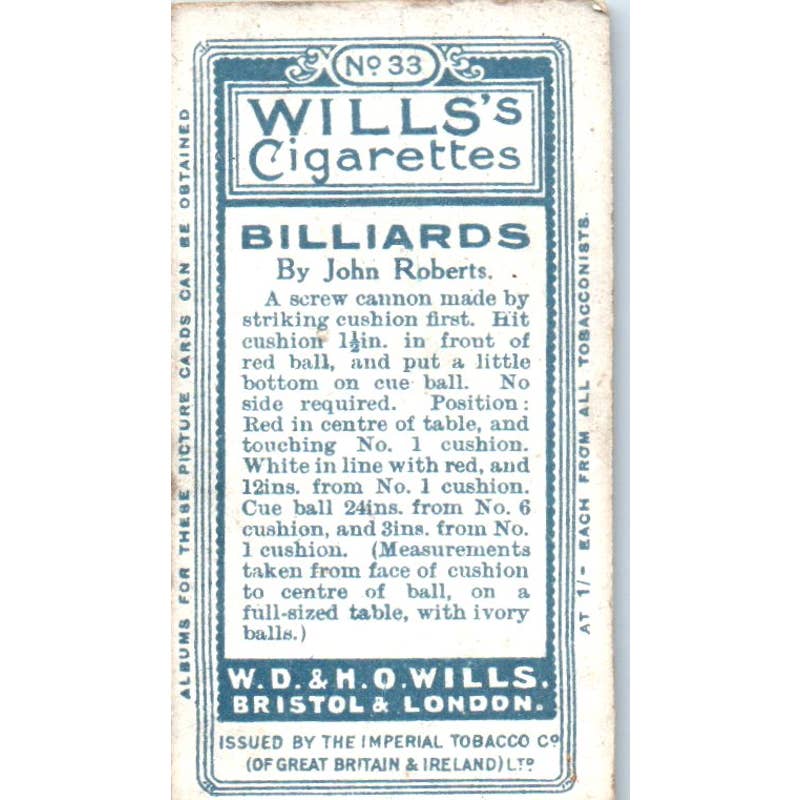 No 33
WILLS's
Cigarettes
BILLIARDS
By John Roberts.
A screw cannon made by
striking cushion first. Hit
cushion 1½in. in front of
red ball, and put a little
bottom on cue ball. No
side required. Position:
Red in centre of table, and
touching No. 1 cushion.
White in line with red, and
12ins. from No. 1 cushion.
Cue ball 24ins. from No. 6
cushion, and 3ins. from No.
1 cushion. (Measurements
taken from face of cushion
to centre of ball, on a
full-sized table, with ivory
balls.)
W.D. & H.O. WILLS.
BRISTOL & LONDON.
ISSUED BY THE IMPERIAL TOBACCO Co
(OF GREAT BRITAIN & IRELAND) LTD
ALBUMS FOR THESE PICTURE CARDS CAN BE OBTAINED
AT 1/- EACH FROM ALL TOBACCONISTS.